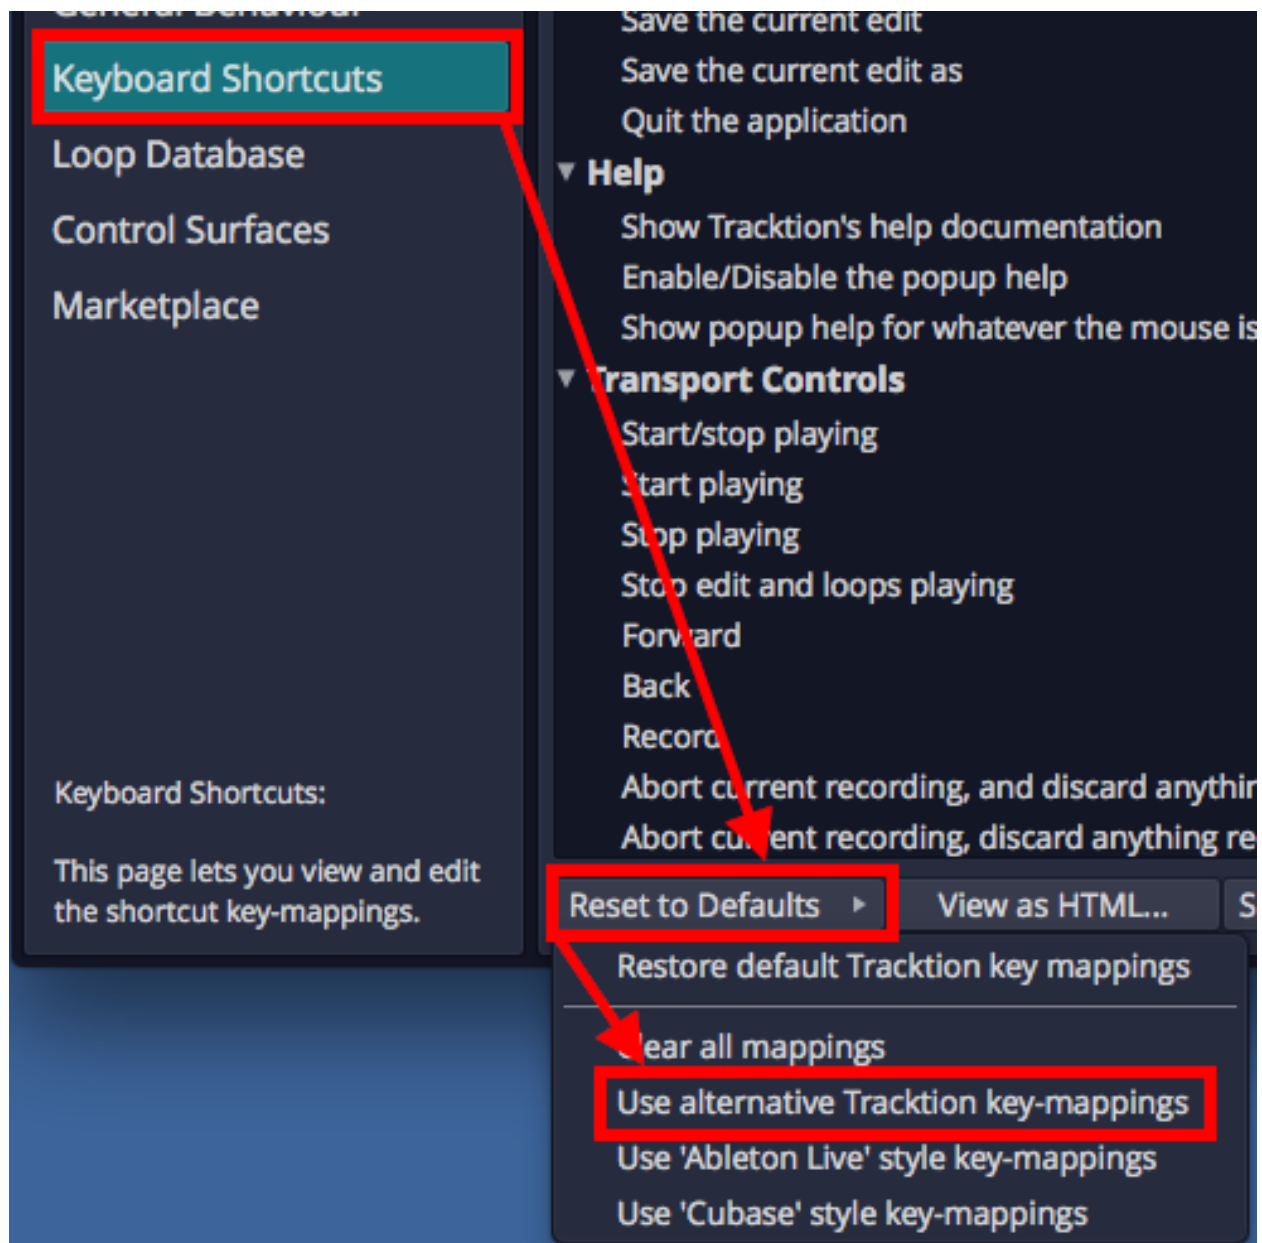 General Behaviour
Keyboard Shortcuts
Loop Database
Control Surfaces
Marketplace
Keyboard Shortcuts:
This page lets you view and edit
the shortcut key-mappings.
Save the current edit
Save the current edit as
Quit the application
Help
Show Tracktion's help documentation
Enable/Disable the popup help
Show popup help for whatever the mouse is
Transport Controls
Start/stop playing
Start playing
Stop playing
Stop edit and loops playing
Forward
Back
Record
Abort current recording, and discard anythin
Abort current recording, discard anything re
Reset to Defaults
View as HTML...
S
Restore default Tracktion key mappings
Clear all mappings
Use alternative Tracktion key-mappings
Use 'Ableton Live' style key-mappings
Use 'Cubase' style key-mappings